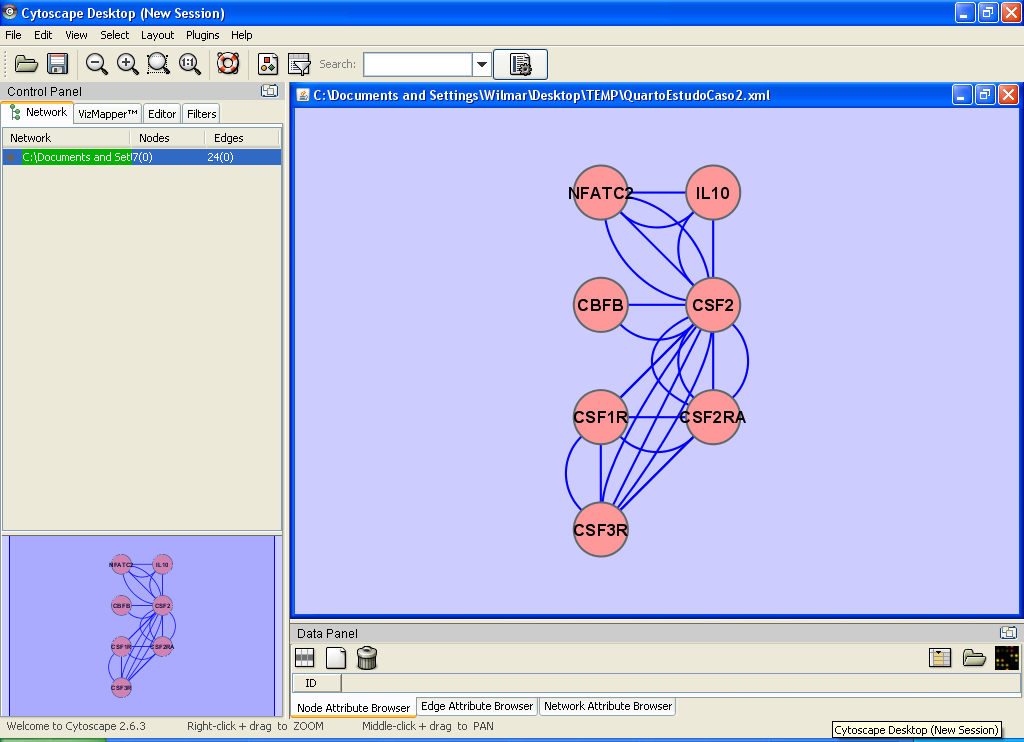 Cytoscape Desktop (New Session)
File Edit View Select Layout Plugins Help
1:1 Search:
Control Panel
C:\Documents and Settings\Wilmar\Desktop\TEMP\QuartoEstudoCaso2.xml
Network VizMapper™ Editor Filters
Network Nodes Edges
C:\Documents and Set 7(0) 24(0)
NFATC2 IL10
CBFB CSF2
CSF1R CSF2RA
CSF3R
NFATC2 IL10
CBFB CSF2
CSF1R CSF2RA
CSF3R
Data Panel
ID
Node Attribute Browser Edge Attribute Browser Network Attribute Browser
Welcome to Cytoscape 2.6.3 Right-click + drag to ZOOM Middle-click + drag to PAN
Cytoscape Desktop (New Session)